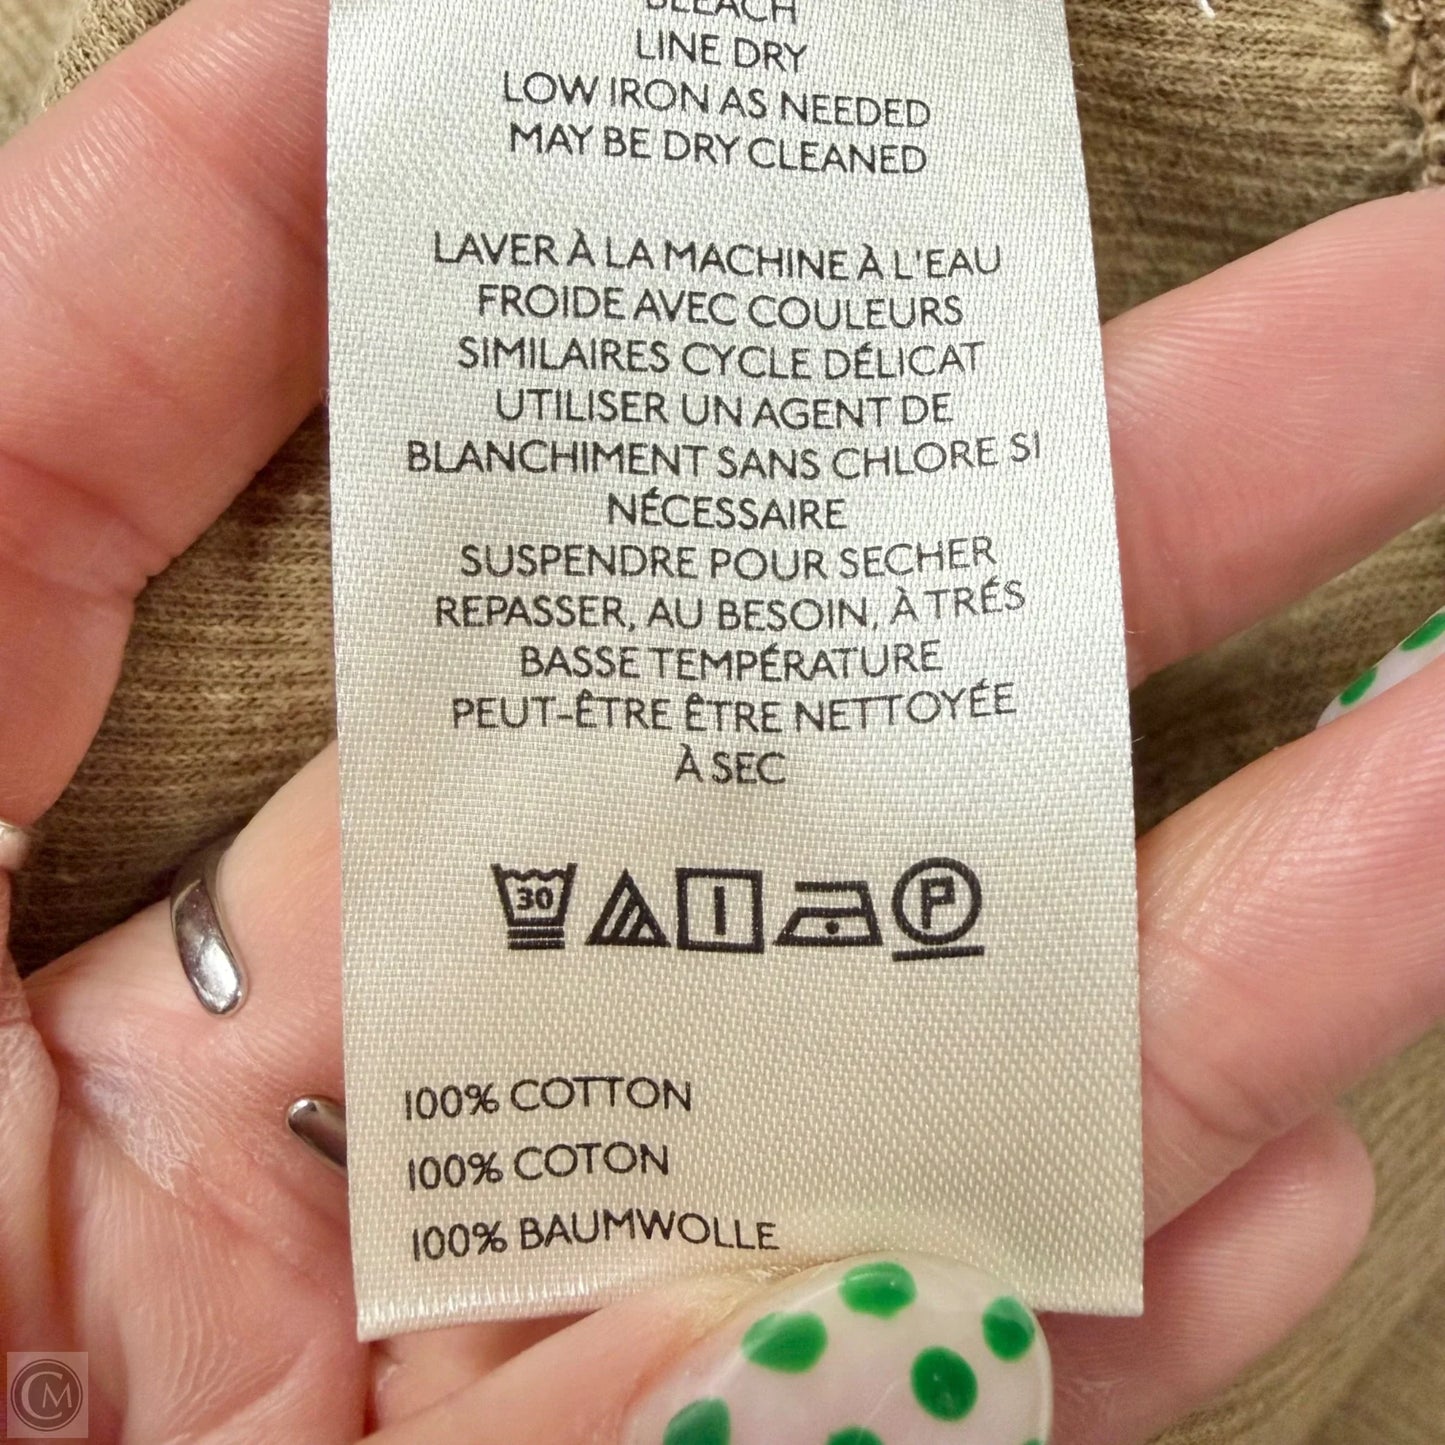 BLEACH
LINE DRY
LOW IRON AS NEEDED
MAY BE DRY CLEANED
LAVER À LA MACHINE À L'EAU
FROIDE AVEC COULEURS
SIMILAIRES CYCLE DÉLICAT
UTILISER UN AGENT DE
BLANCHIMENT SANS CHLORE SI
NÉCESSAIRE
SUSPENDRE POUR SECHER
REPASSER, AU BESOIN, À TRÉS
BASSE TEMPÉRATURE
PEUT-ÊTRE ÊTRE NETTOYÉE
À SEC
30 P
100% COTTON
100% COTON
100% BAUMWOLLE
CM